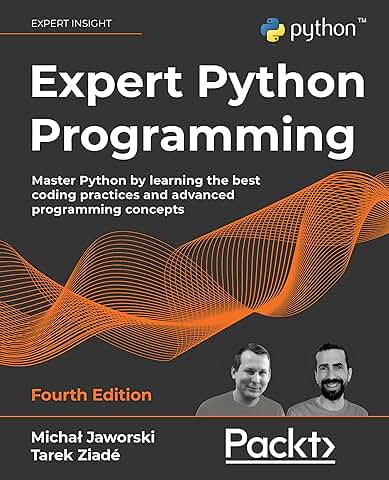 EXPERT INSIGHT
python™
Expert Python
Programming
Master Python by learning the best
coding practices and advanced
programming concepts
Fourth Edition
Michał Jaworski
Tarek Ziadé
Packt>